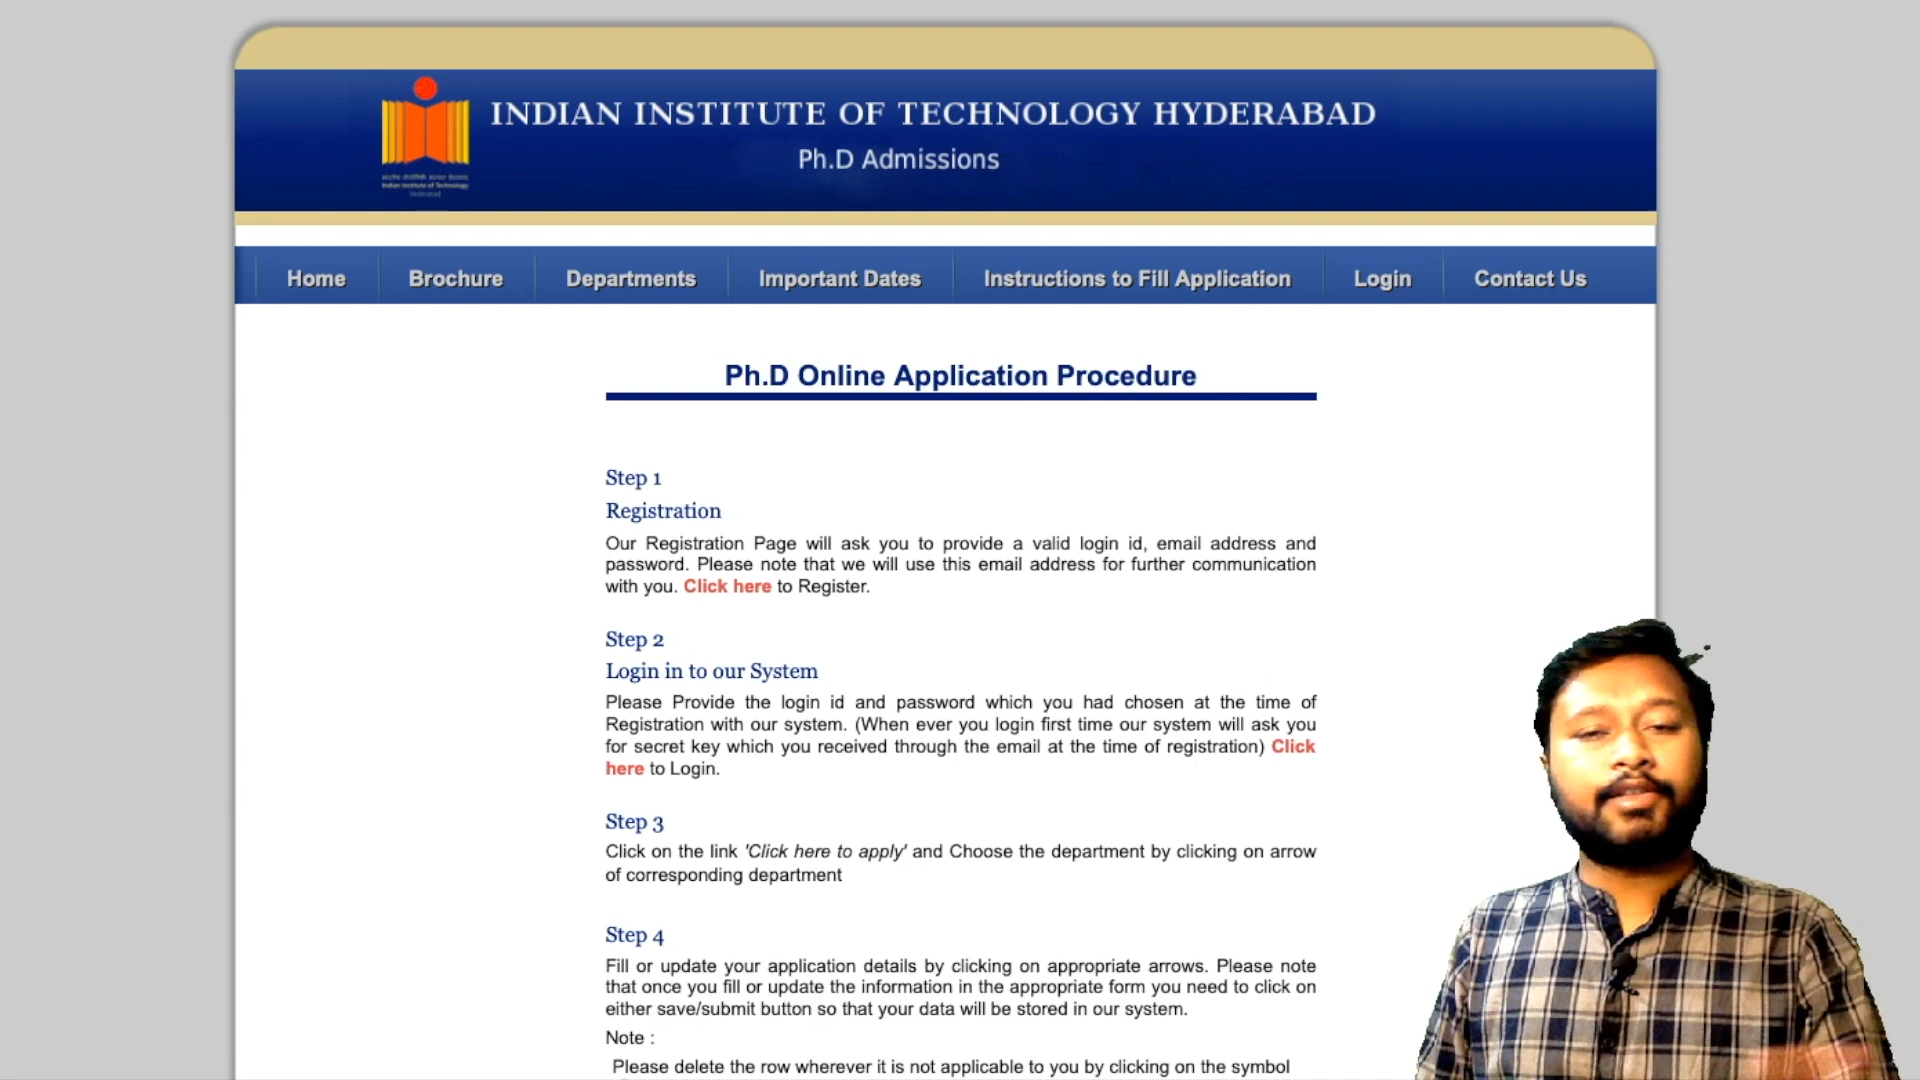 INDIAN INSTITUTE OF TECHNOLOGY HYDERABAD
Ph.D Admissions
Indian Institute of Technology
Hyderabad
Home Brochure Departments Important Dates Instructions to Fill Application Login Contact Us
Ph.D Online Application Procedure
Step 1
Registration
Our Registration Page will ask you to provide a valid login id, email address and
password. Please note that we will use this email address for further communication
with you. Click here to Register.
Step 2
Login in to our System
Please Provide the login id and password which you had chosen at the time of
Registration with our system. (When ever you login first time our system will ask you
for secret key which you received through the email at the time of registration) Click
here to Login.
Step 3
Click on the link 'Click here to apply' and Choose the department by clicking on arrow
of corresponding department
Step 4
Fill or update your application details by clicking on appropriate arrows. Please note
that once you fill or update the information in the appropriate form you need to click on
either save/submit button so that your data will be stored in our system.
Note :
Please delete the row wherever it is not applicable to you by clicking on the symbol